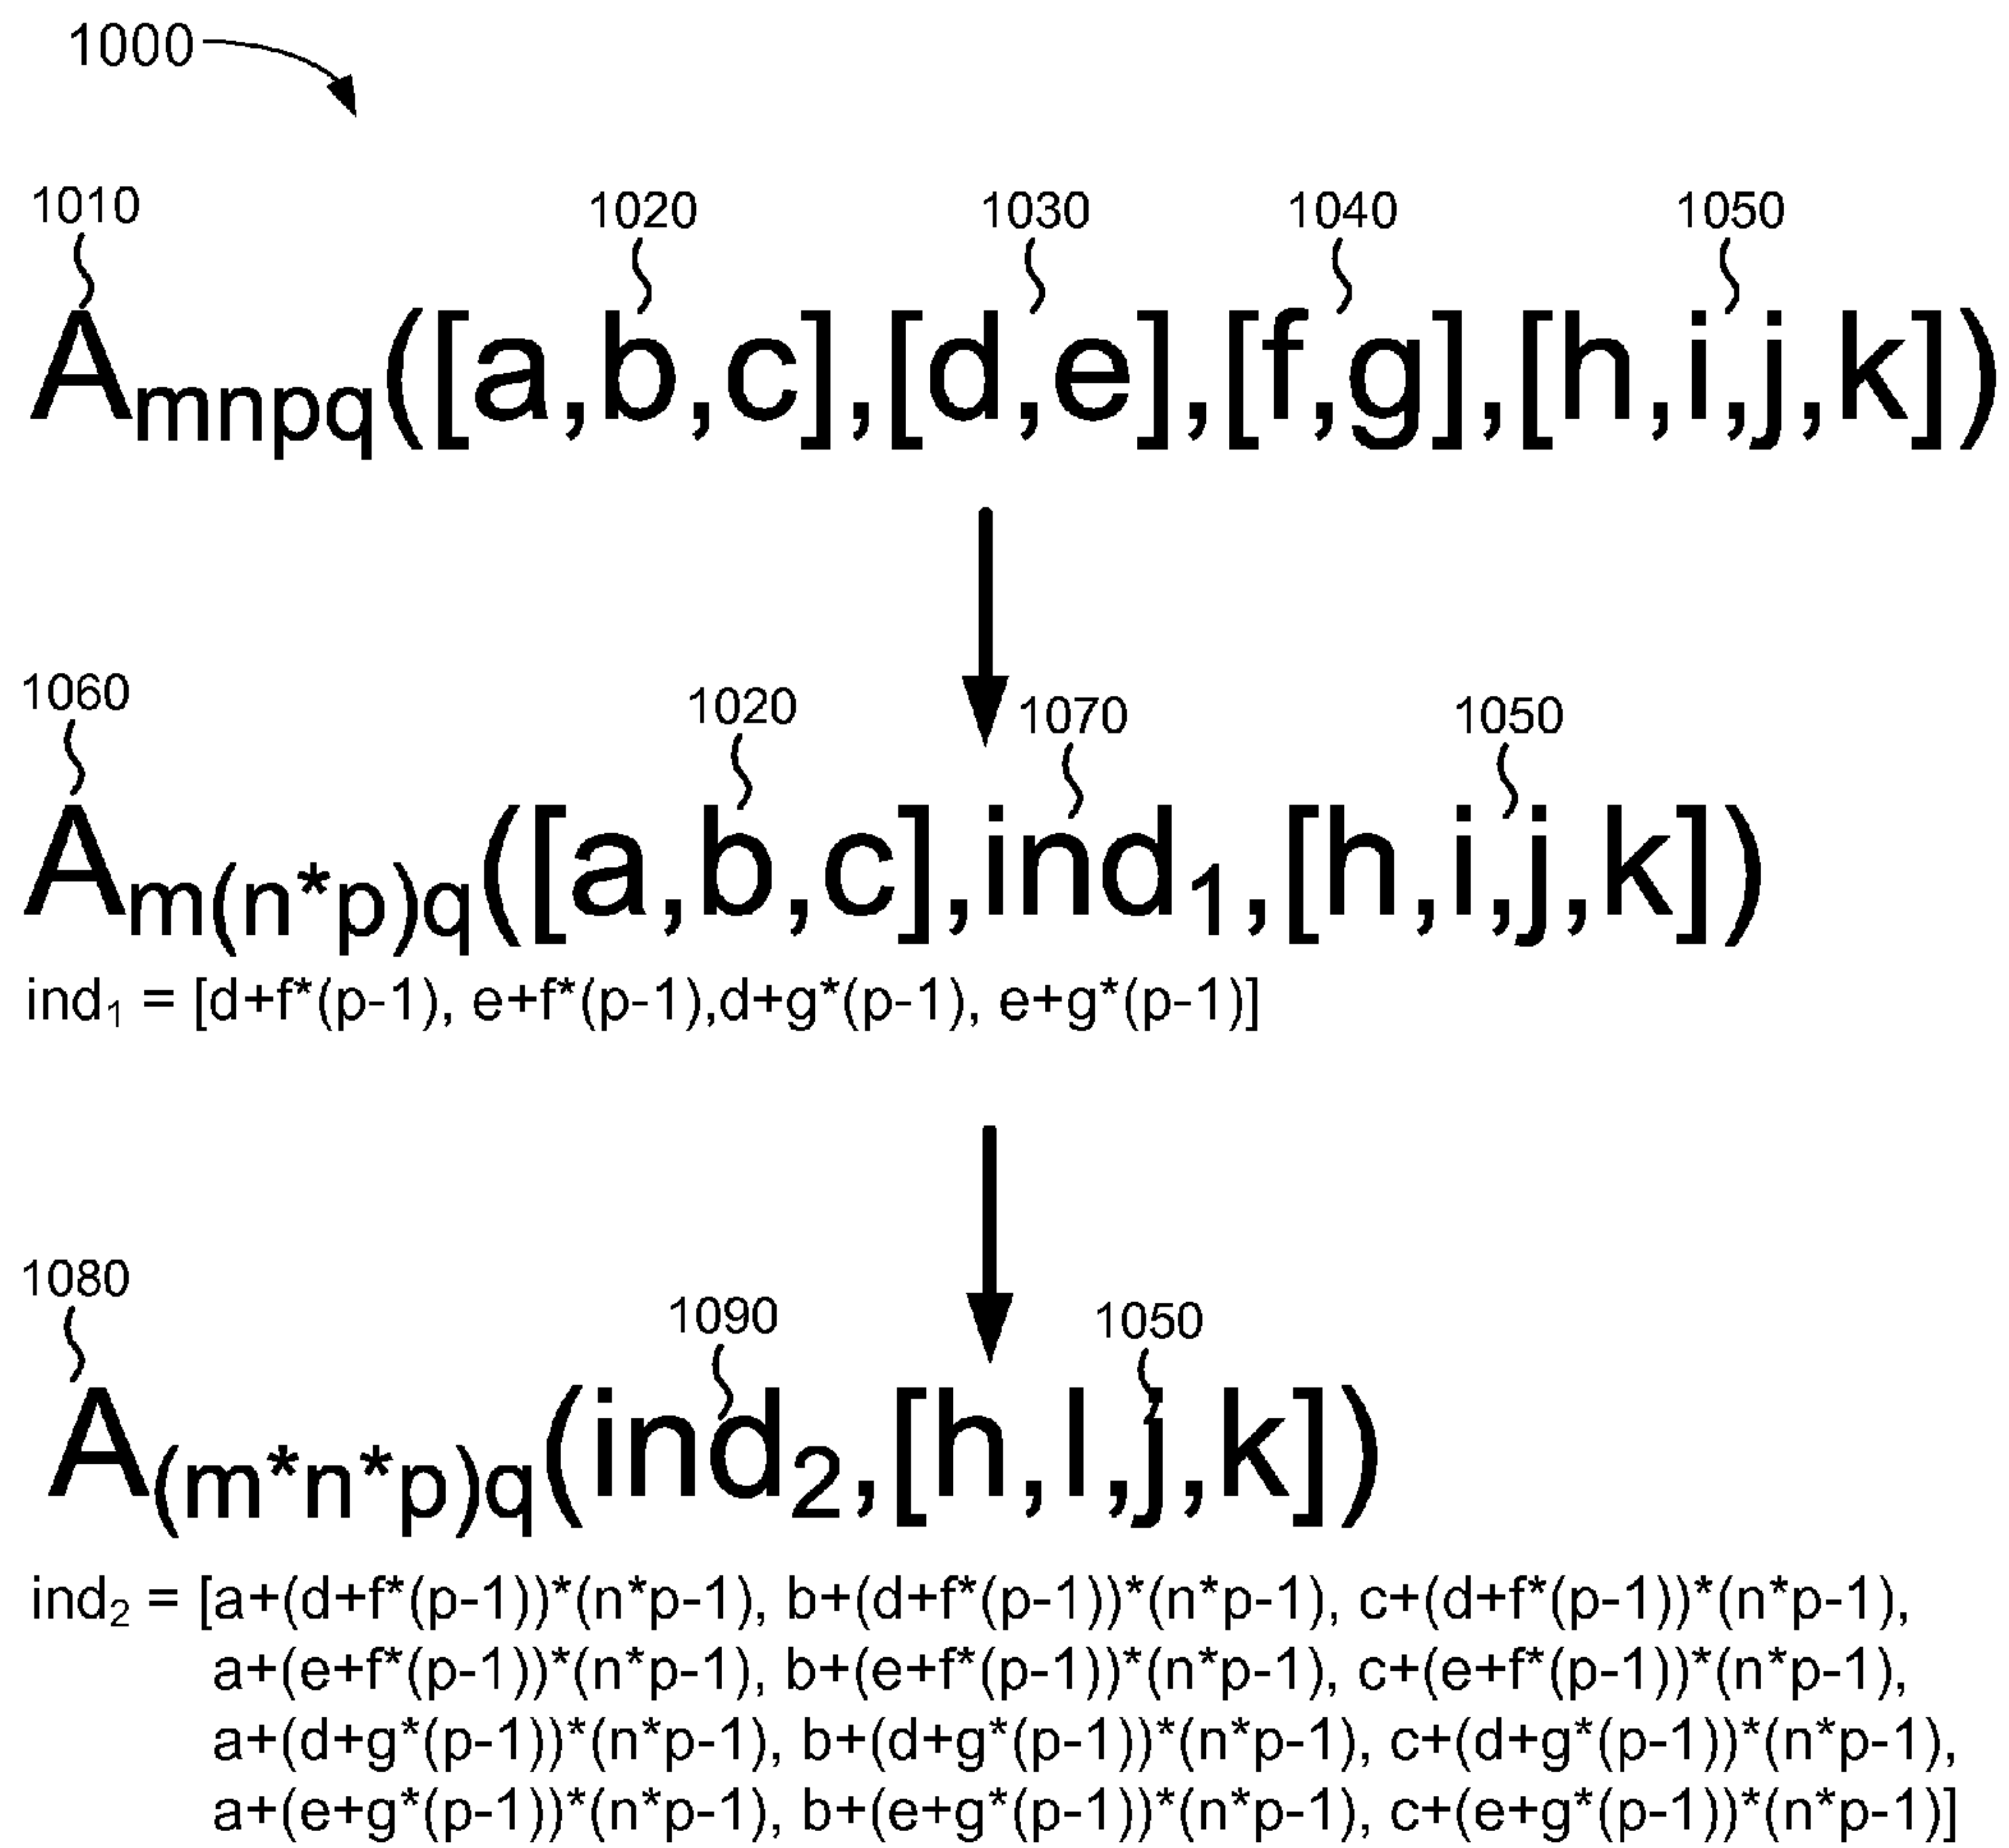 1000
1010 1020 1030 1040 1050
Amnpq([a,b,c],[d,e],[f,g],[h,i,j,k])
1060 1020 1070 1050
Am(n*p)q([a,b,c],ind1,[h,i,j,k])
ind1 = [d+f*(p-1), e+f*(p-1),d+g*(p-1), e+g*(p-1)]
1080 1090 1050
A(m*n*p)q(ind2,[h,l,j,k])
ind2 = [a+(d+f*(p-1))*(n*p-1), b+(d+f*(p-1))*(n*p-1), c+(d+f*(p-1))*(n*p-1),
a+(e+f*(p-1))*(n*p-1), b+(e+f*(p-1))*(n*p-1), c+(e+f*(p-1))*(n*p-1),
a+(d+g*(p-1))*(n*p-1), b+(d+g*(p-1))*(n*p-1), c+(d+g*(p-1))*(n*p-1),
a+(e+g*(p-1))*(n*p-1), b+(e+g*(p-1))*(n*p-1), c+(e+g*(p-1))*(n*p-1)]